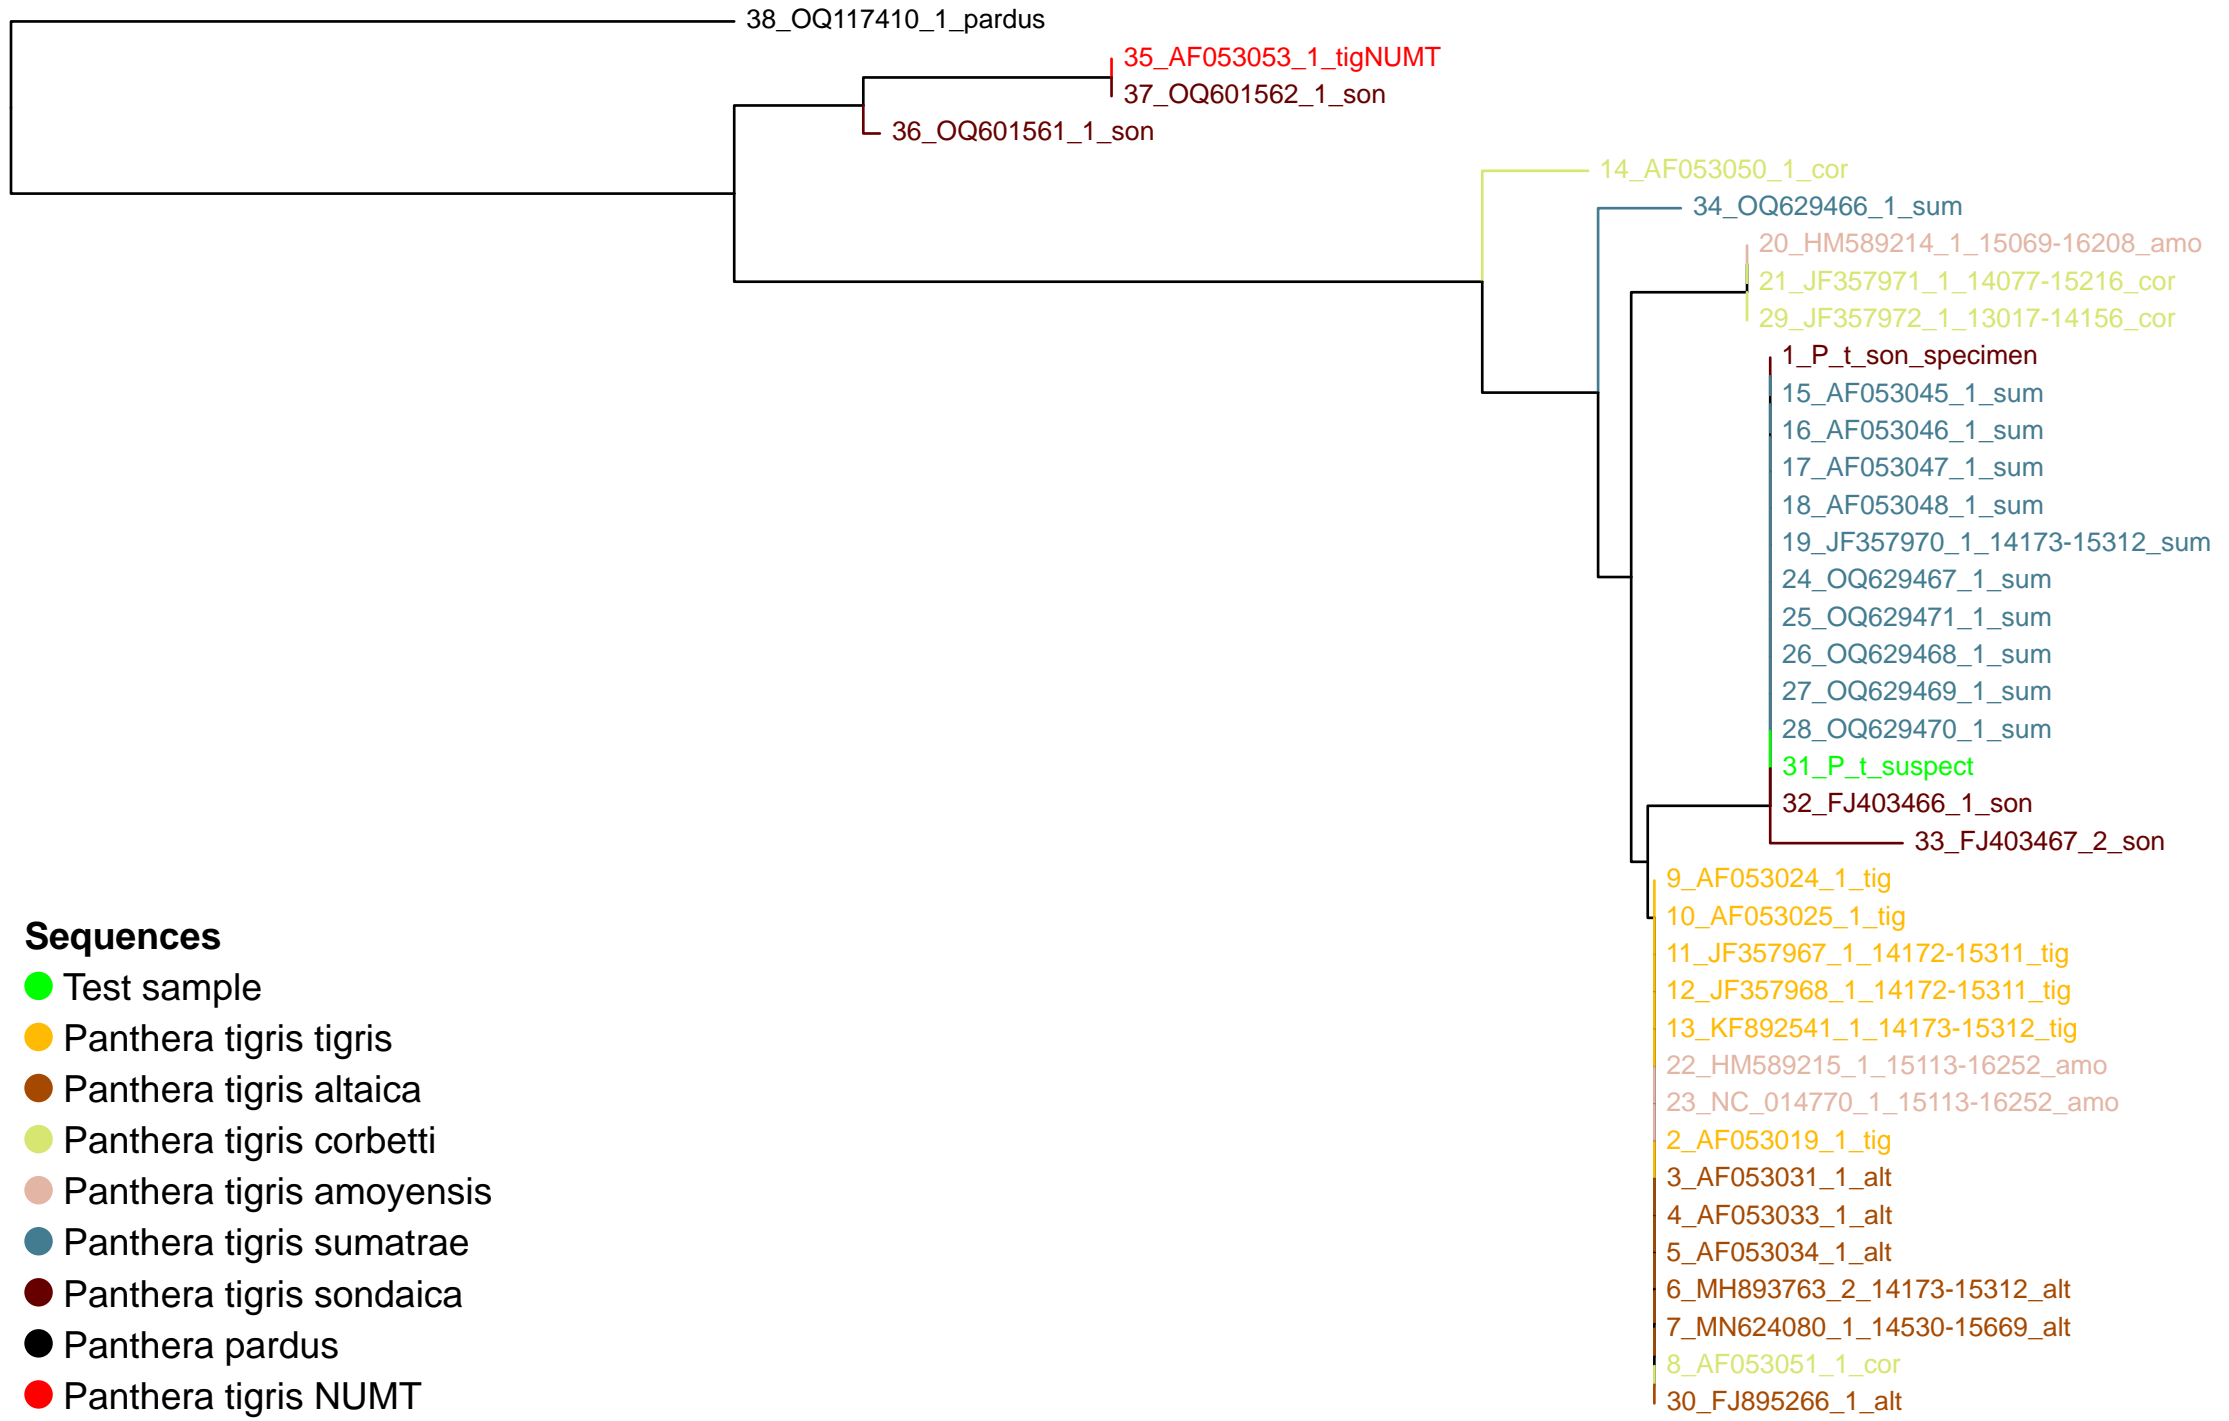 38_OQ117410_1_pardus
35_AF053053_1_tigNUMT
37_OQ601562_1_son
36_OQ601561_1_son
14_AF053050_1_cor
34_OQ629466_1_sum
20_HM589214_1_15069-16208_amo
21_JF357971_1_14077-15216_cor
29_JF357972_1_13017-14156_cor
1_P_t_son_specimen
15_AF053045_1_sum
16_AF053046_1_sum
17_AF053047_1_sum
18_AF053048_1_sum
19_JF357970_1_14173-15312_sum
24_OQ629467_1_sum
25_OQ629471_1_sum
26_OQ629468_1_sum
27_OQ629469_1_sum
28_OQ629470_1_sum
31_P_t_suspect
32_FJ403466_1_son
33_FJ403467_2_son
9_AF053024_1_tig
10_AF053025_1_tig
11_JF357967_1_14172-15311_tig
12_JF357968_1_14172-15311_tig
13_KF892541_1_14173-15312_tig
22_HM589215_1_15113-16252_amo
23_NC_014770_1_15113-16252_amo
2_AF053019_1_tig
3_AF053031_1_alt
4_AF053033_1_alt
5_AF053034_1_alt
6_MH893763_2_14173-15312_alt
7_MN624080_1_14530-15669_alt
8_AF053051_1_cor
30_FJ895266_1_alt
Sequences
Test sample
Panthera tigris tigris
Panthera tigris altaica
Panthera tigris corbetti
Panthera tigris amoyensis
Panthera tigris sumatrae
Panthera tigris sondaica
Panthera pardus
Panthera tigris NUMT